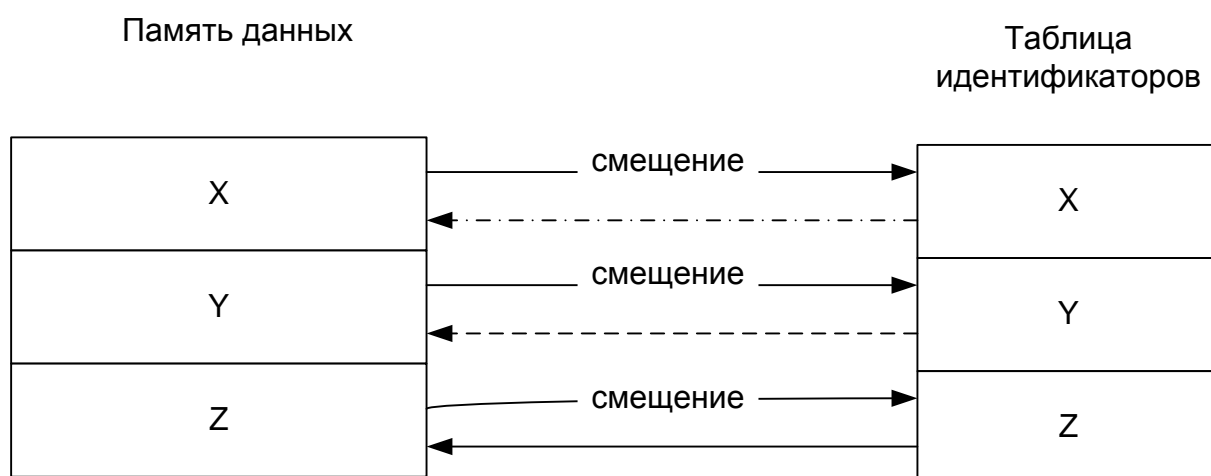 Память данных
Таблица
идентификаторов
X
смещение
X
Y
смещение
Y
Z
смещение
Z